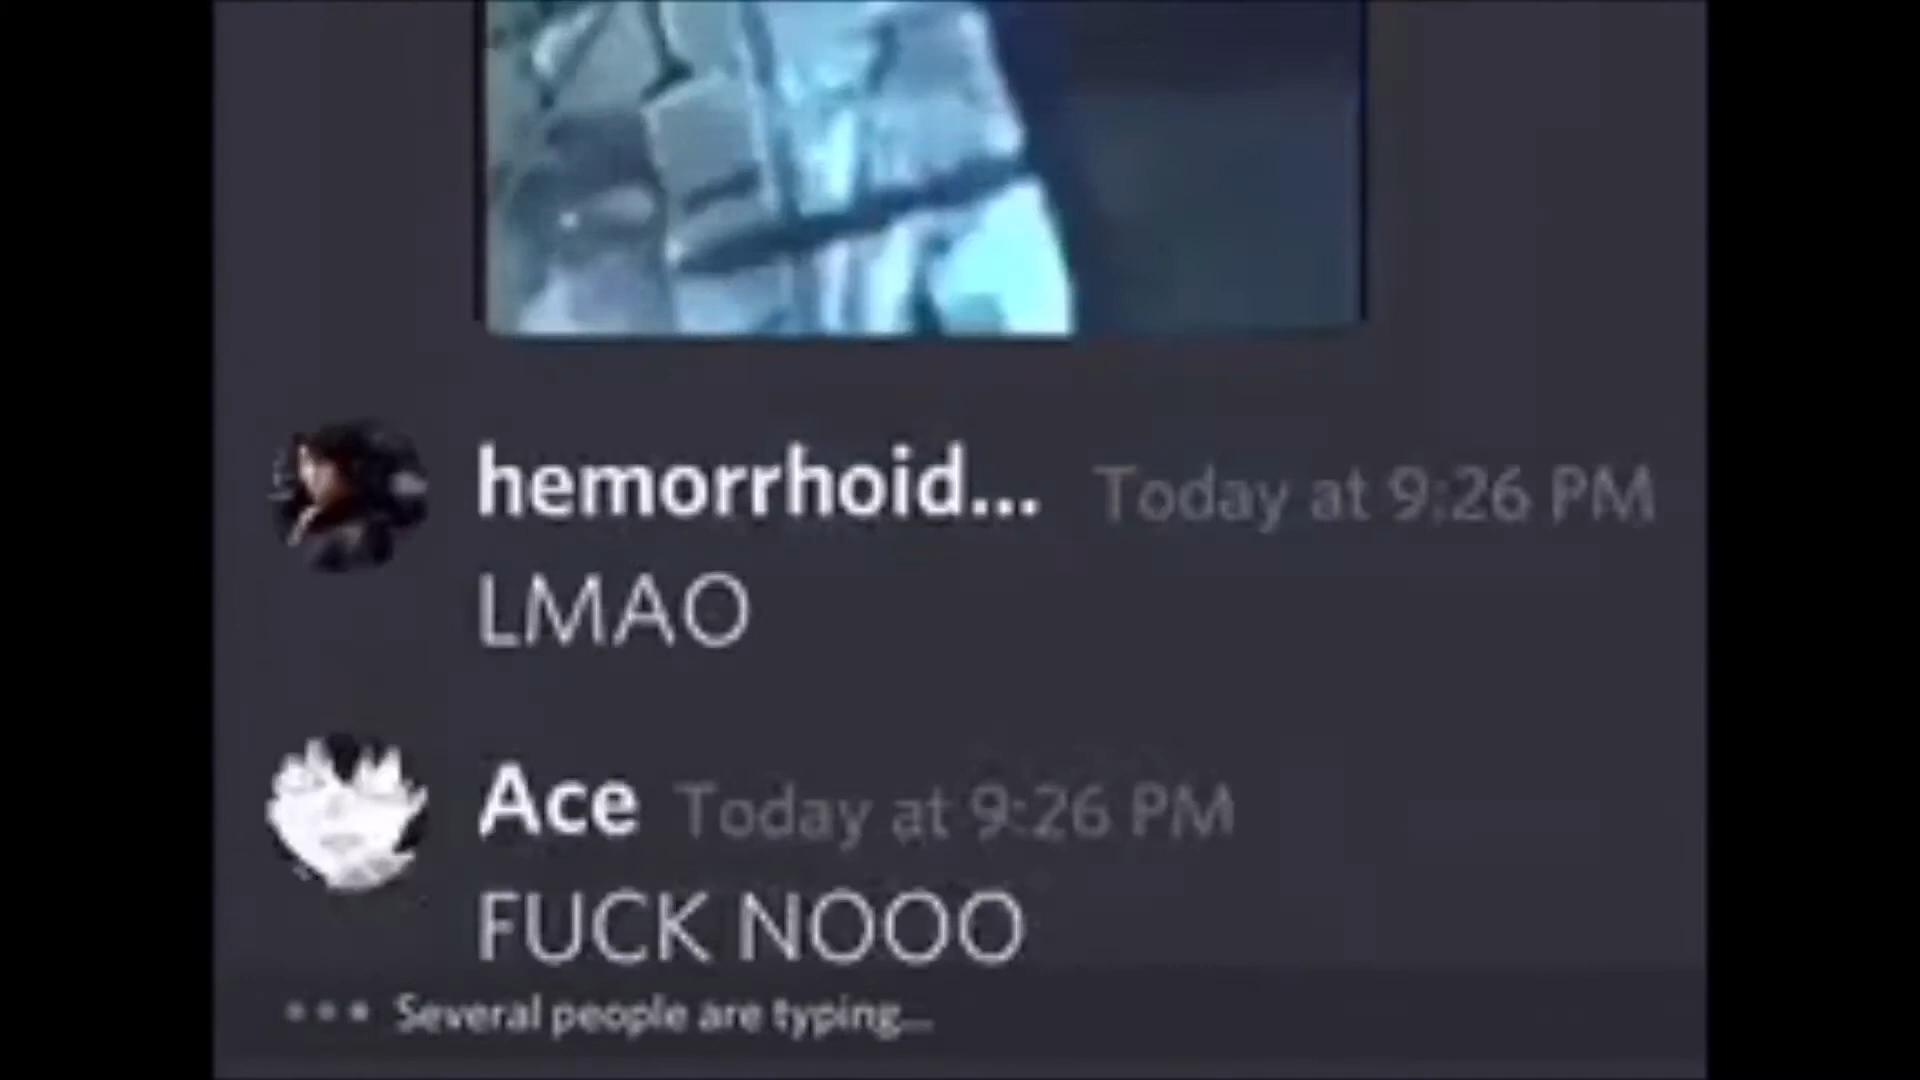 hemorrhoid... Today at 9:26 PM
LMAO
Ace Today at 9:26 PM
FUCK NOOO
Several people are typing...